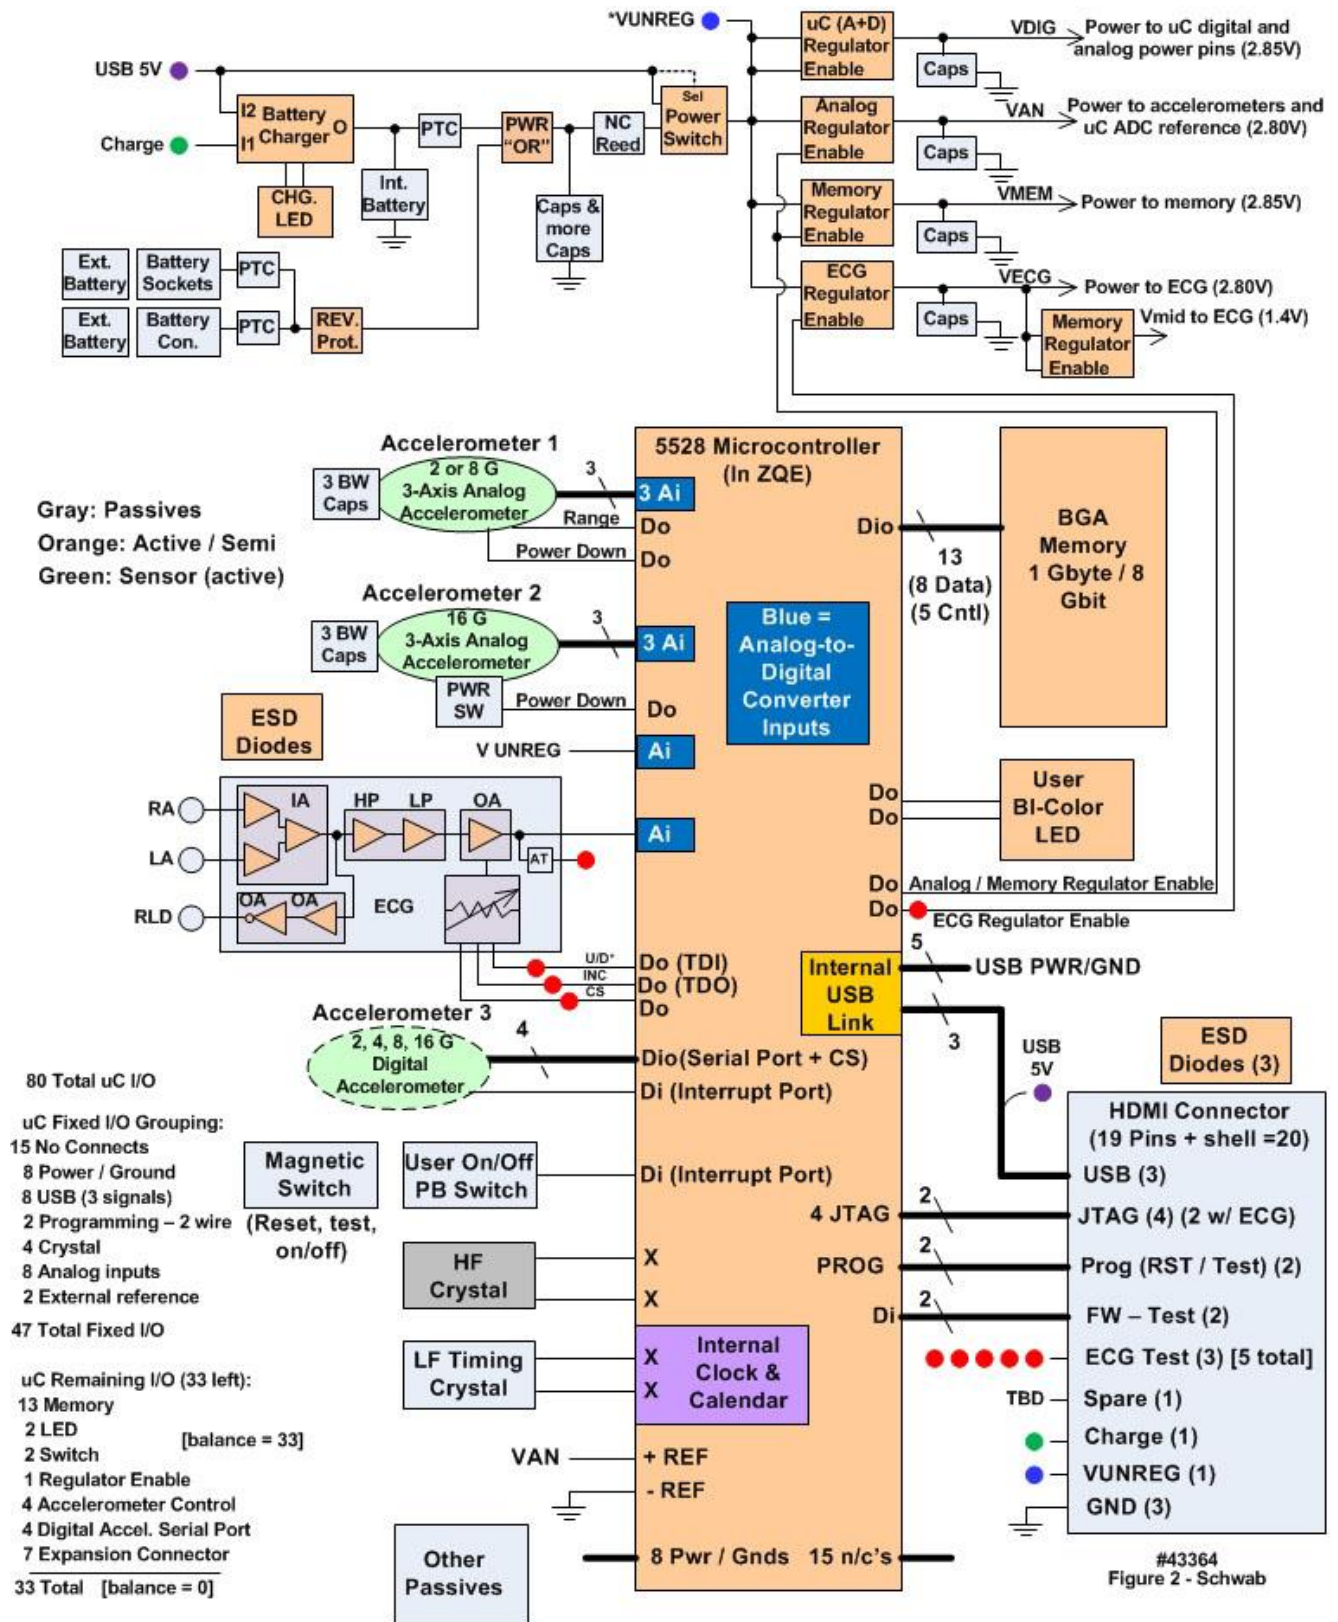 *VUNREG
uC (A+D)
Regulator
Enable
VDIG
Power to uC digital and
analog power pins (2.85V)
Caps
USB 5V
I2 Battery
Charger O
I1
Charge
CHG.
LED
PTC
Int.
Battery
PWR
"OR"
NC
Reed
Sel
Power
Switch
Caps &
more
Caps
Analog
Regulator
Enable
VAN
Power to accelerometers and
uC ADC reference (2.80V)
Caps
Memory
Regulator
Enable
VMEM
Power to memory (2.85V)
Caps
Ext.
Battery
Battery
Sockets
PTC
Ext.
Battery
Battery
Con.
PTC
REV.
Prot.
ECG
Regulator
Enable
VECG
Power to ECG (2.80V)
Caps
Memory
Regulator
Enable
Vmid to ECG (1.4V)
Gray: Passives
Orange: Active / Semi
Green: Sensor (active)
Accelerometer 1
3 BW
Caps
2 or 8 G
3-Axis Analog
Accelerometer
3
Range
Power Down
5528 Microcontroller
(In ZQE)
3 Ai
Do
Do
Dio
13
(8 Data)
(5 Cntl)
BGA
Memory
1 Gbyte / 8
Gbit
Accelerometer 2
3 BW
Caps
16 G
3-Axis Analog
Accelerometer
3
PWR
SW
Power Down
3 Ai
Do
Blue =
Analog-to-
Digital
Converter
Inputs
ESD
Diodes
V UNREG
Ai
RA
LA
RLD
IA
HP
LP
OA
AT
OA
OA
ECG
Ai
Do
Do
User
BI-Color
LED
Do
Analog / Memory Regulator Enable
Do
ECG Regulator Enable
U/D*
INC
CS
Do (TDI)
Do (TDO)
Do
Internal
USB
Link
5
USB PWR/GND
3
USB
5V
ESD
Diodes (3)
Accelerometer 3
2, 4, 8, 16 G
Digital
Accelerometer
4
Dio(Serial Port + CS)
Di (Interrupt Port)
Magnetic
Switch
(Reset, test,
on/off)
User On/Off
PB Switch
Di (Interrupt Port)
HF
Crystal
X
X
LF Timing
Crystal
X
X
Internal
Clock &
Calendar
VAN
+ REF
- REF
Other
Passives
8 Pwr / Gnds
15 n/c's
4 JTAG
2
PROG
2
Di
2
HDMI Connector
(19 Pins + shell =20)
USB (3)
JTAG (4) (2 w/ ECG)
Prog (RST / Test) (2)
FW – Test (2)
ECG Test (3) [5 total]
TBD
Spare (1)
Charge (1)
VUNREG (1)
GND (3)
80 Total uC I/O
uC Fixed I/O Grouping:
15 No Connects
8 Power / Ground
8 USB (3 signals)
2 Programming – 2 wire
4 Crystal
8 Analog inputs
2 External reference
47 Total Fixed I/O
uC Remaining I/O (33 left):
13 Memory
2 LED
[balance = 33]
2 Switch
1 Regulator Enable
4 Accelerometer Control
4 Digital Accel. Serial Port
7 Expansion Connector
33 Total [balance = 0]
#43364
Figure 2 - Schwab